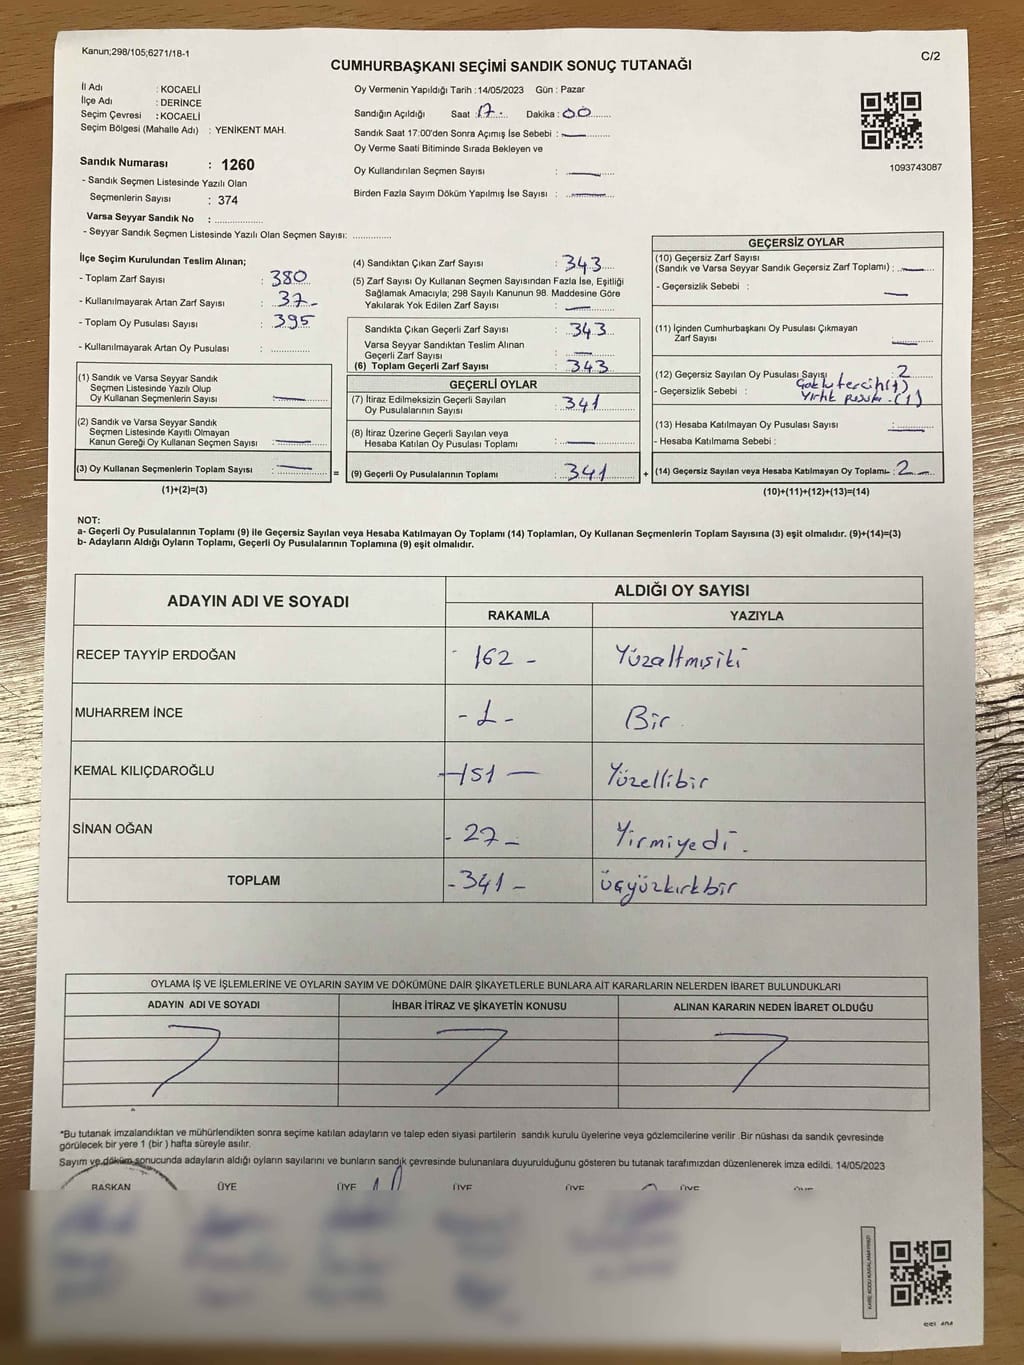 Kanun;298/105;6271/18-1
C/2
CUMHURBAŞKANI SEÇİMİ SANDIK SONUÇ TUTANAĞI
İl Adı : KOCAELİ
İlçe Adı : DERİNCE
Seçim Çevresi : KOCAELİ
Seçim Bölgesi (Mahalle Adı) : YENİKENT MAH.
Sandık Numarası : 1260
- Sandık Seçmen Listesinde Yazılı Olan
Seçmenlerin Sayısı : 374
Varsa Seyyar Sandık No : ................
- Seyyar Sandık Seçmen Listesinde Yazılı Olan Seçmen Sayısı: .............
Oy Vermenin Yapıldığı Tarih : 14/05/2023 Gün : Pazar
Sandığın Açıldığı Saat : 17. Dakika : 00
Sandık Saat 17:00'den Sonra Açımış İse Sebebi : —
Oy Verme Saati Bitiminde Sırada Bekleyen ve
Oy Kullandırılan Seçmen Sayısı : —
Birden Fazla Sayım Döküm Yapılmış İse Sayısı : —
1093743087
İlçe Seçim Kurulundan Teslim Alınan;
- Toplam Zarf Sayısı : 380
- Kullanılmayarak Artan Zarf Sayısı : 37-
- Toplam Oy Pusulası Sayısı : 395
- Kullanılmayarak Artan Oy Pusulası : .............
(1) Sandık ve Varsa Seyyar Sandık
Seçmen Listesinde Yazılı Olup
Oy Kullanan Seçmenlerin Sayısı : —
(2) Sandık ve Varsa Seyyar Sandık
Seçmen Listesinde Kayıtlı Olmayan
Kanun Gereği Oy Kullanan Seçmen Sayısı : —
(3) Oy Kullanan Seçmenlerin Toplam Sayısı : —
(1)+(2)=(3)
(4) Sandıktan Çıkan Zarf Sayısı : 343
(5) Zarf Sayısı Oy Kullanan Seçmen Sayısından Fazla İse, Eşitliği
Sağlamak Amacıyla; 298 Sayılı Kanunun 98. Maddesine Göre
Yakılarak Yok Edilen Zarf Sayısı : —
Sandıkta Çıkan Geçerli Zarf Sayısı : 343
Varsa Seyyar Sandıktan Teslim Alınan
Geçerli Zarf Sayısı : —
(6) Toplam Geçerli Zarf Sayısı : 343
GEÇERLİ OYLAR
(7) İtiraz Edilmeksizin Geçerli Sayılan
Oy Pusulalarının Sayısı : 341
(8) İtiraz Üzerine Geçerli Sayılan veya
Hesaba Katılan Oy Pusulaları Toplamı : —
= (9) Geçerli Oy Pusulalarının Toplamı : 341
GEÇERSİZ OYLAR
(10) Geçersiz Zarf Sayısı
(Sandık ve Varsa Seyyar Sandık Geçersiz Zarf Toplamı) : —
- Geçersizlik Sebebi : —
(11) İçinden Cumhurbaşkanı Oy Pusulası Çıkmayan
Zarf Sayısı : —
(12) Geçersiz Sayılan Oy Pusulası Sayısı : 2
- Geçersizlik Sebebi : Çoklu tercih(1)
Yırtık pusula.(1)
(13) Hesaba Katılmayan Oy Pusulası Sayısı : —
- Hesaba Katılmama Sebebi :
+ (14) Geçersiz Sayılan veya Hesaba Katılmayan Oy Toplamı- : 2 -
(10)+(11)+(12)+(13)=(14)
NOT:
a- Geçerli Oy Pusulalarının Toplamı (9) ile Geçersiz Sayılan veya Hesaba Katılmayan Oy Toplamı (14) Toplamları, Oy Kullanan Seçmenlerin Toplam Sayısına (3) eşit olmalıdır. (9)+(14)=(3)
b- Adayların Aldığı Oyların Toplamı, Geçerli Oy Pusulalarının Toplamına (9) eşit olmalıdır.
ADAYIN ADI VE SOYADI ALDIĞI OY SAYISI
RAKAMLA YAZIYLA
RECEP TAYYİP ERDOĞAN - 162 - Yüzaltmışiki
MUHARREM İNCE - 1 - Bir
KEMAL KILIÇDAROĞLU - 151 - Yüzellibir
SİNAN OĞAN - 27 - Yirmiyedi.
TOPLAM - 341 - Üçyüzkırkbir
OYLAMA İŞ VE İŞLEMLERİNE VE OYLARIN SAYIM VE DÖKÜMÜNE DAİR ŞİKAYETLERLE BUNLARA AİT KARARLARIN NELERDEN İBARET BULUNDUKLARI
ADAYIN ADI VE SOYADI İHBAR İTİRAZ VE ŞİKAYETİN KONUSU ALINAN KARARIN NEDEN İBARET OLDUĞU
*Bu tutanak imzalandıktan ve mühürlendikten sonra seçime katılan adayların ve talep eden siyasi partilerin sandık kurulu üyelerine veya gözlemcilerine verilir .Bir nüshası da sandık çevresinde
görülecek bir yere 1 (bir ) hafta süreyle asılır.
Sayım ve döküm sonucunda adayların aldığı oyların sayılarını ve bunların sandık çevresinde bulunanlara duyurulduğunu gösteren bu tutanak tarafımızdan düzenlenerek imza edildi. 14/05/2023
BAŞKAN ÜYE ÜYE ÜYE ÜYE ÜYE ÜYE